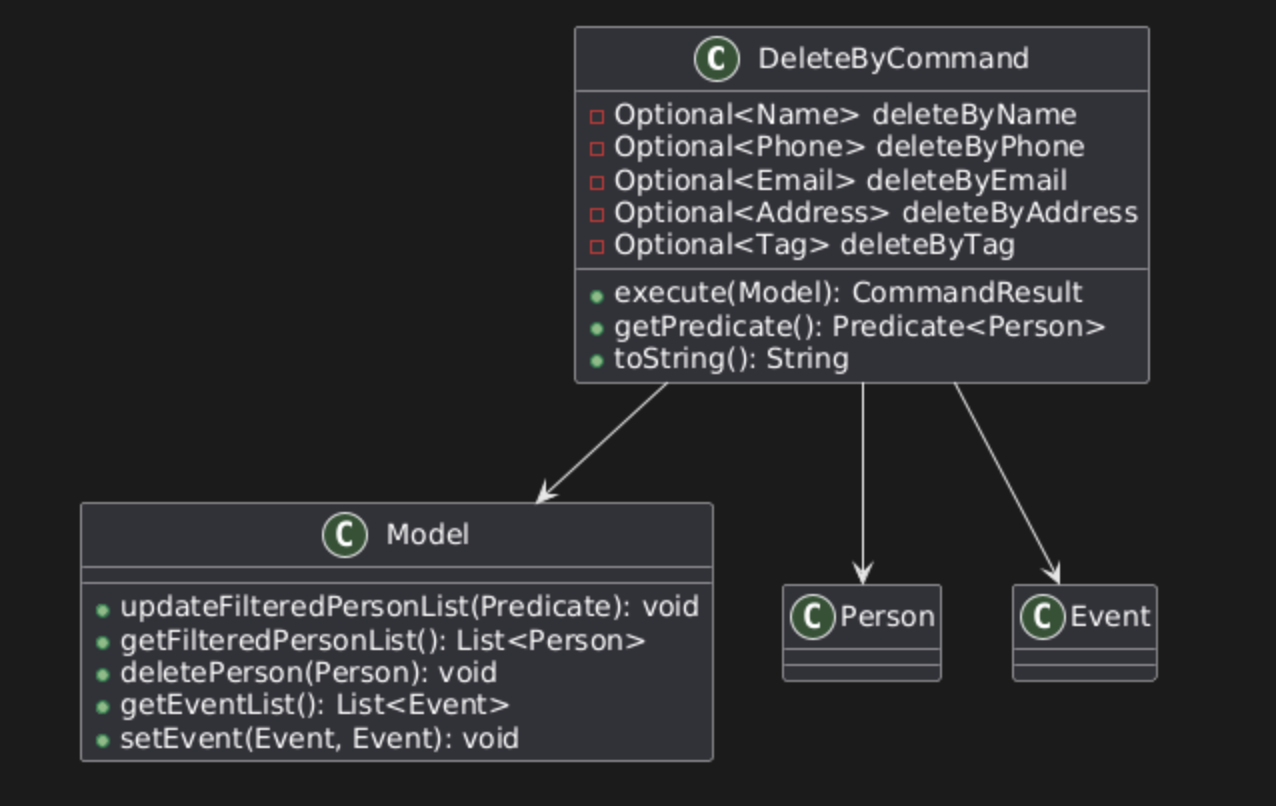 C DeleteByCommand
Optional<Name> deleteByName
Optional<Phone> deleteByPhone
Optional<Email> deleteByEmail
Optional<Address> deleteByAddress
Optional<Tag> deleteByTag
execute(Model): CommandResult
getPredicate(): Predicate<Person>
toString(): String
C Model
updateFilteredPersonList(Predicate): void
getFilteredPersonList(): List<Person>
deletePerson(Person): void
getEventList(): List<Event>
setEvent(Event, Event): void
C Person
C Event